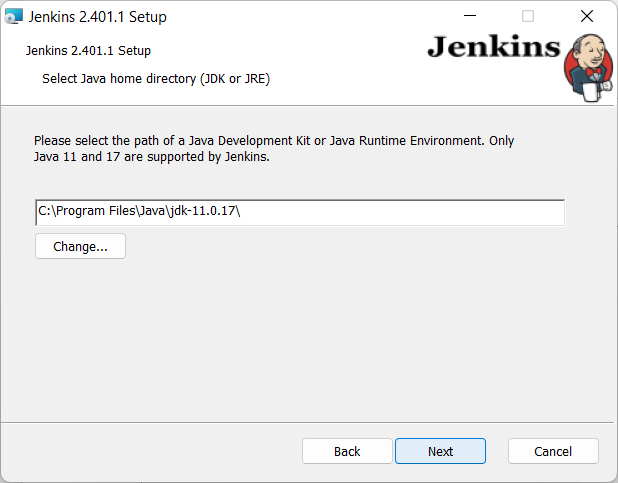 Jenkins 2.401.1 Setup
Jenkins 2.401.1 Setup
Jenkins
Select Java home directory (JDK or JRE)
Please select the path of a Java Development Kit or Java Runtime Environment. Only
Java 11 and 17 are supported by Jenkins.
C:\Program Files\Java\jdk-11.0.17\
Change...
Back
Next
Cancel